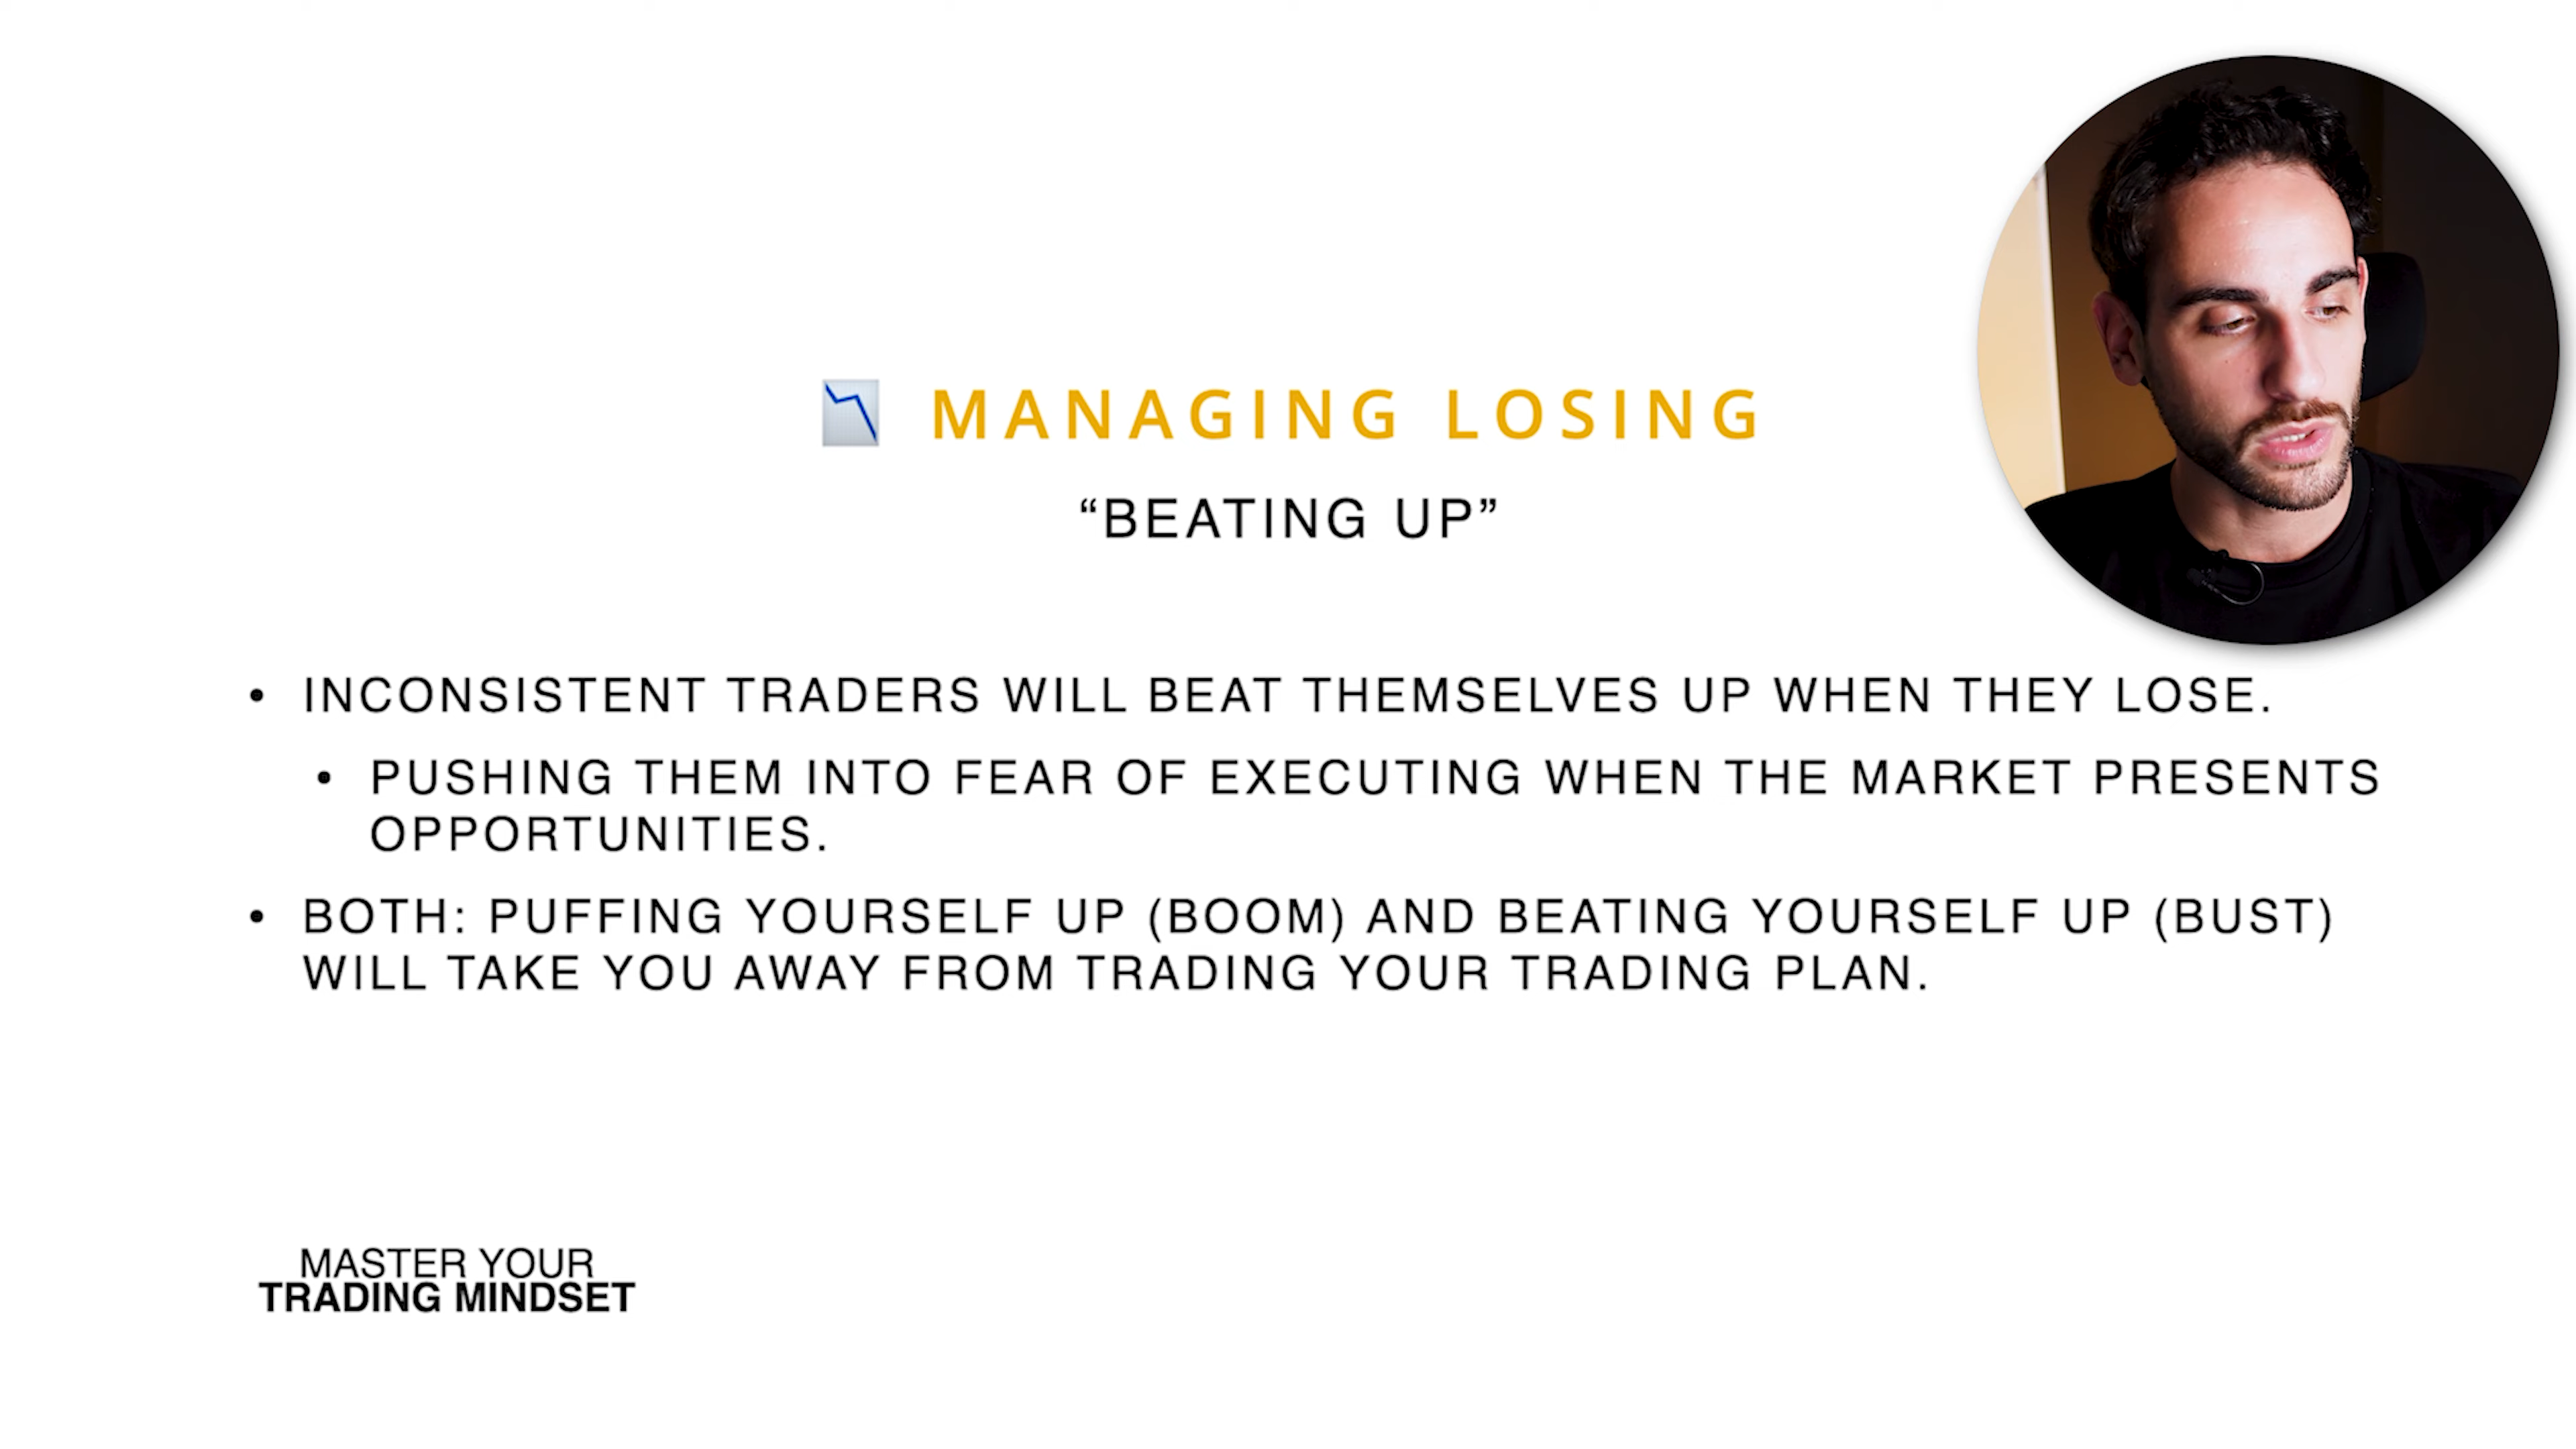 MANAGING LOSING
“BEATING UP”
• INCONSISTENT TRADERS WILL BEAT THEMSELVES UP WHEN THEY LOSE.
• PUSHING THEM INTO FEAR OF EXECUTING WHEN THE MARKET PRESENTS
OPPORTUNITIES.
• BOTH: PUFFING YOURSELF UP (BOOM) AND BEATING YOURSELF UP (BUST)
WILL TAKE YOU AWAY FROM TRADING YOUR TRADING PLAN.
MASTER YOUR
TRADING MINDSET